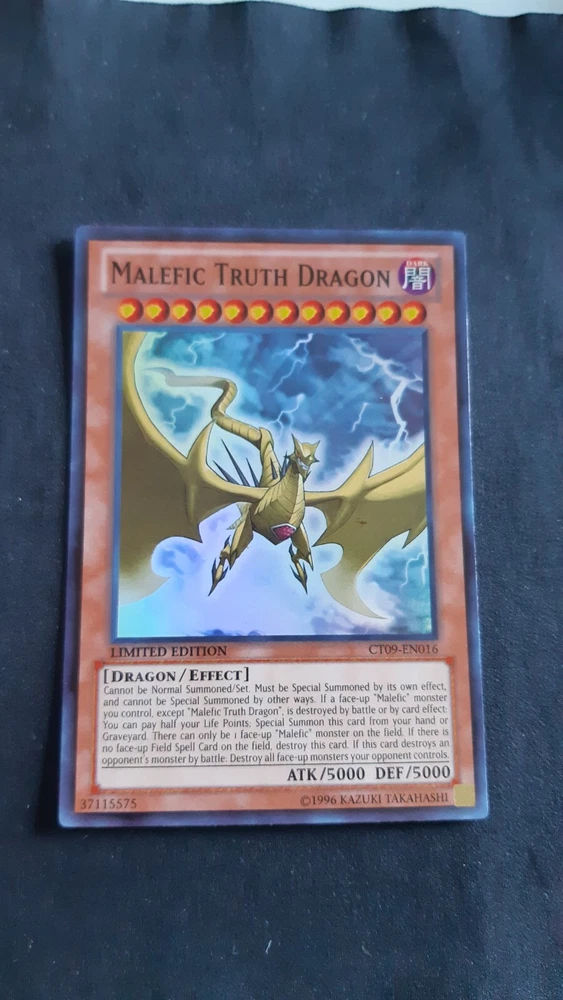 MALEFIC TRUTH DRAGON
DARK
闇
LIMITED EDITION
CT09-EN016
[DRAGON/EFFECT]
Cannot be Normal Summoned/Set. Must be Special Summoned by its own effect,
and cannot be Special Summoned by other ways. If a face-up "Malefic" monster
you control, except "Malefic Truth Dragon", is destroyed by battle or by card effect:
You can pay half your Life Points; Special Summon this card from your hand or
Graveyard. There can only be 1 face-up "Malefic" monster on the field. If there is
no face-up Field Spell Card on the field, destroy this card. If this card destroys an
opponent's monster by battle: Destroy all face-up monsters your opponent controls.
ATK/5000 DEF/5000
37115575
©1996 KAZUKI TAKAHASHI